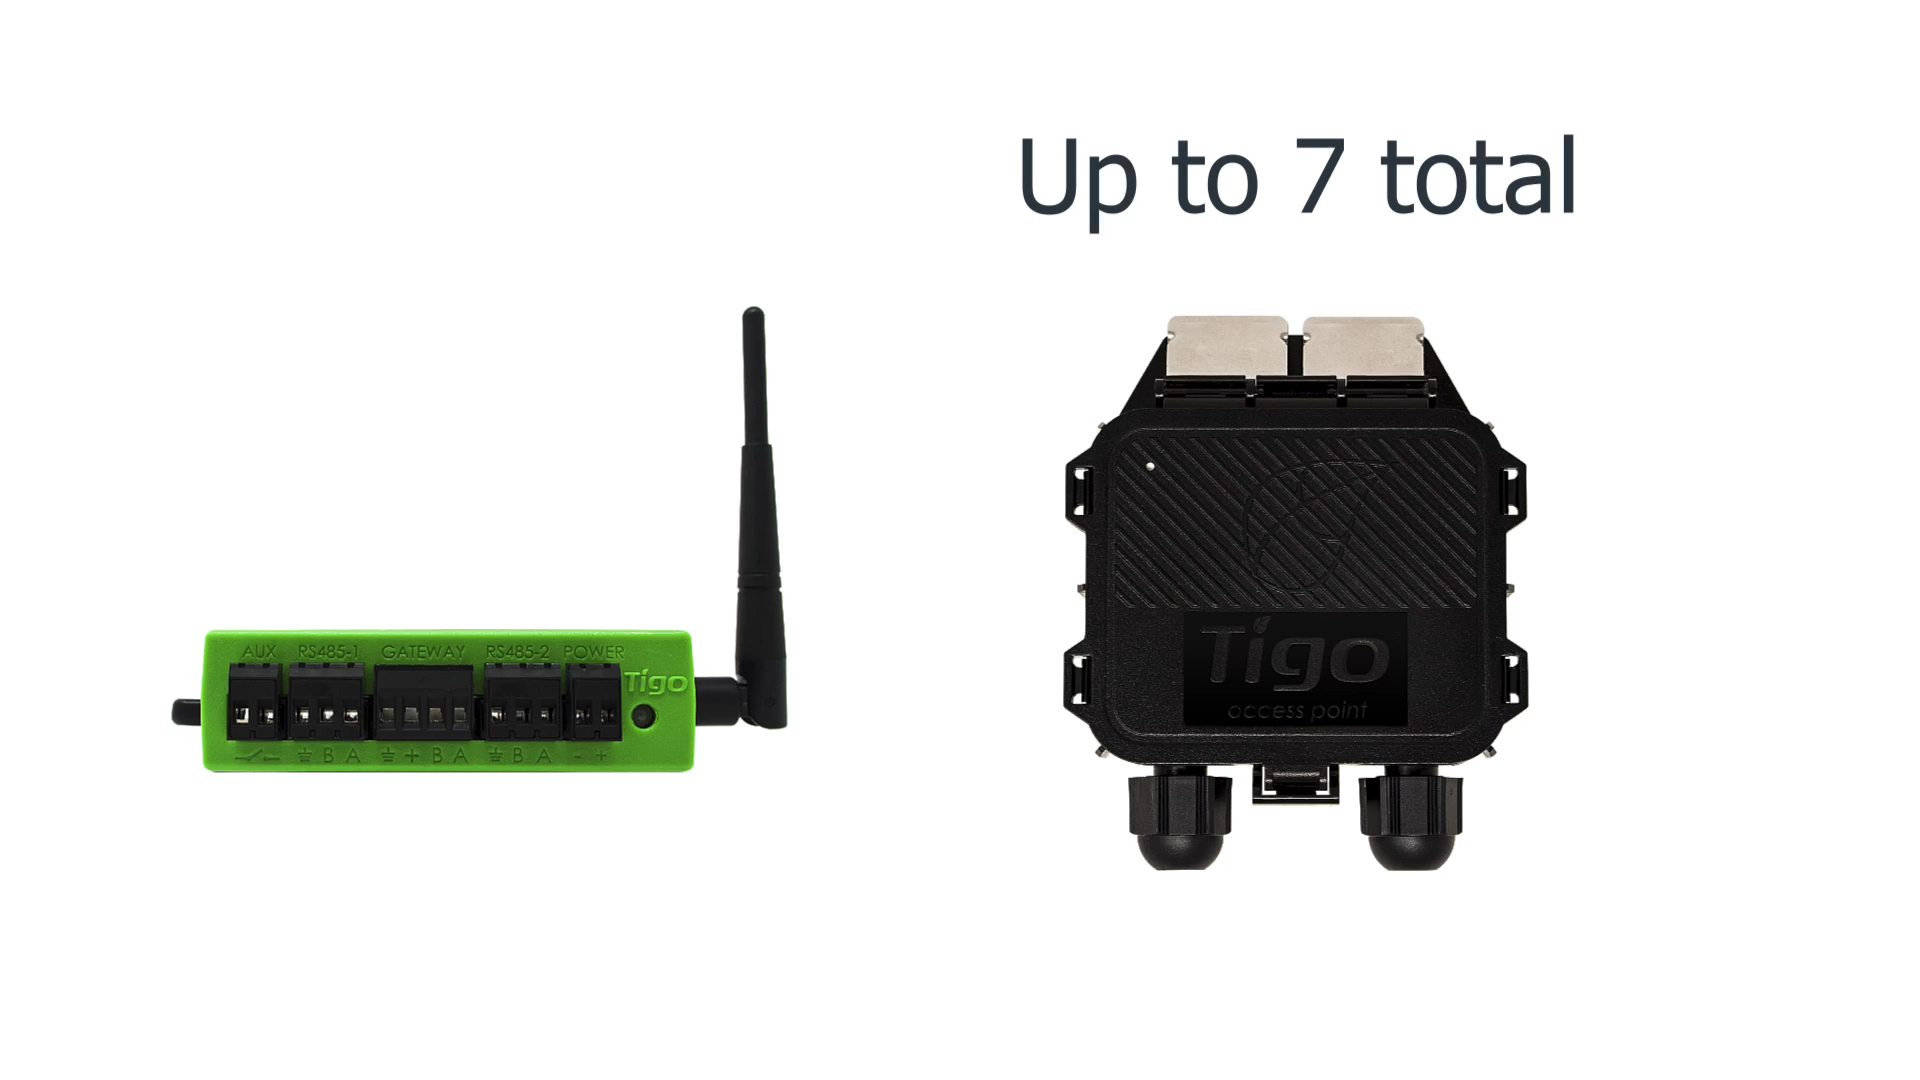 Up to 7 total
AUX RS485-1 GATEWAY RS485-2 POWER
Tigo
B A + B A B A - +
Tigo
access point